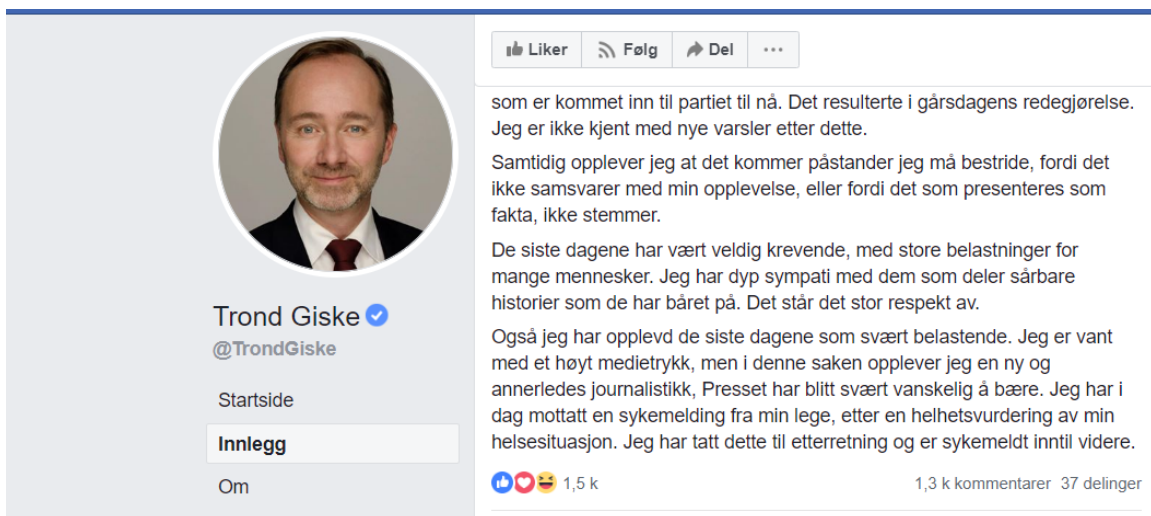 Liker
Følg
Del
som er kommet inn til partiet til nå. Det resulterte i gårsdagens redegjørelse.
Jeg er ikke kjent med nye varsler etter dette.
Samtidig opplever jeg at det kommer påstander jeg må bestride, fordi det
ikke samsvarer med min opplevelse, eller fordi det som presenteres som
fakta, ikke stemmer.
De siste dagene har vært veldig krevende, med store belastninger for
mange mennesker. Jeg har dyp sympati med dem som deler sårbare
historier som de har båret på. Det står det stor respekt av.
Også jeg har opplevd de siste dagene som svært belastende. Jeg er vant
med et høyt medietrykk, men i denne saken opplever jeg en ny og
annerledes journalistikk, Presset har blitt svært vanskelig å bære. Jeg har i
dag mottatt en sykemelding fra min lege, etter en helhetsvurdering av min
helsesituasjon. Jeg har tatt dette til etterretning og er sykemeldt inntil videre.
1,5 k
1,3 k kommentarer 37 delinger
Trond Giske
@TrondGiske
Startside
Innlegg
Om